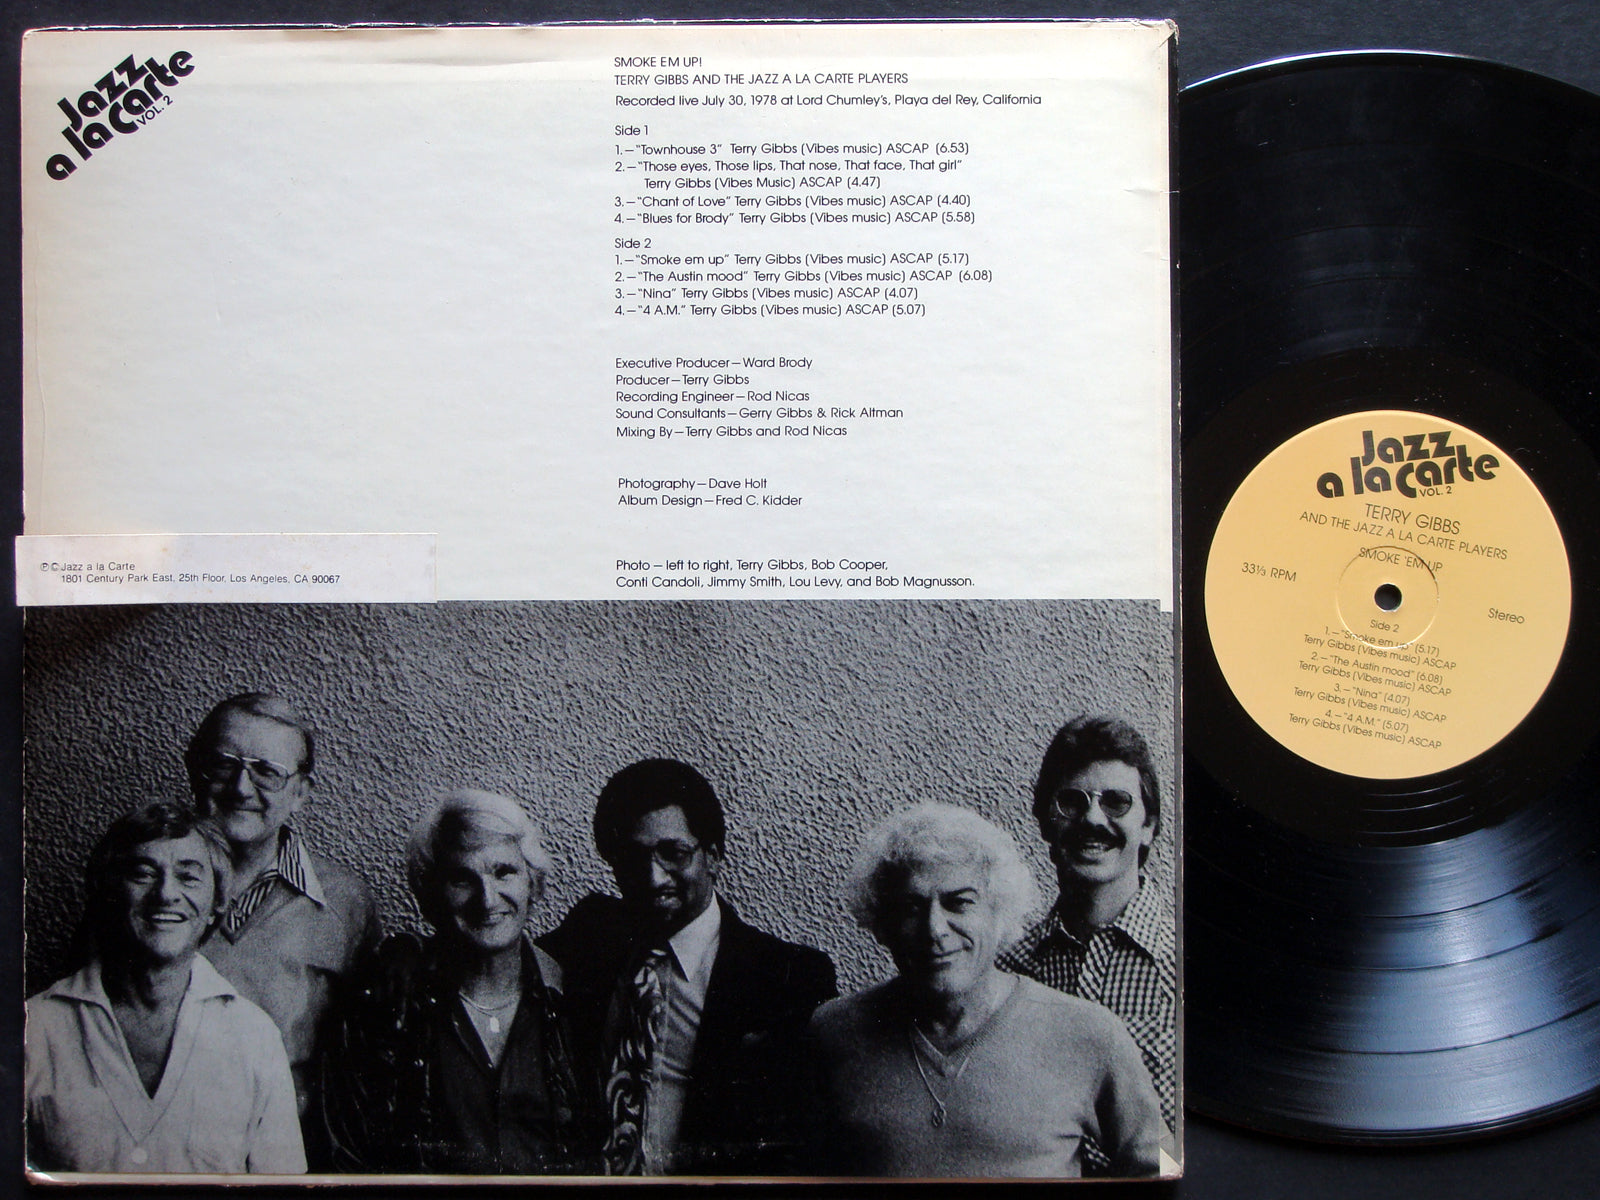 Jazz
a la Carte
VOL. 2
SMOKE EM UP!
TERRY GIBBS AND THE JAZZ A LA CARTE PLAYERS
Recorded live July 30, 1978 at Lord Chumley's, Playa del Rey, California
Side 1
1.—"Townhouse 3" Terry Gibbs (Vibes music) ASCAP (6.53)
2.—"Those eyes, Those lips, That nose, That face, That girl"
Terry Gibbs (Vibes Music) ASCAP (4.47)
3.—"Chant of Love" Terry Gibbs (Vibes music) ASCAP (4.40)
4.—"Blues for Brody" Terry Gibbs (Vibes music) ASCAP (5.58)
Side 2
1.—"Smoke em up" Terry Gibbs (Vibes music) ASCAP (5.17)
2.—"The Austin mood" Terry Gibbs (Vibes music) ASCAP (6.08)
3.—"Nina" Terry Gibbs (Vibes music) ASCAP (4.07)
4.—"4 A.M." Terry Gibbs (Vibes music) ASCAP (5.07)
Executive Producer—Ward Brody
Producer—Terry Gibbs
Recording Engineer—Rod Nicas
Sound Consultants—Gerry Gibbs & Rick Altman
Mixing By—Terry Gibbs and Rod Nicas
Photography—Dave Holt
Album Design—Fred C. Kidder
Photo — left to right, Terry Gibbs, Bob Cooper,
Conti Candoli, Jimmy Smith, Lou Levy, and Bob Magnusson.
℗ © Jazz a la Carte
1801 Century Park East, 25th Floor, Los Angeles, CA 90067
Jazz
a la Carte
VOL. 2
TERRY GIBBS
AND THE JAZZ A LA CARTE PLAYERS
SMOKE 'EM UP
33⅓ RPM
Stereo
Side 2
1.—"Smoke em up" (5.17)
Terry Gibbs (Vibes music) ASCAP
2.—"The Austin mood" (6.08)
Terry Gibbs (Vibes music) ASCAP
3.—"Nina" (4.07)
Terry Gibbs (Vibes music) ASCAP
4.—"4 A.M." (5.07)
Terry Gibbs (Vibes music) ASCAP